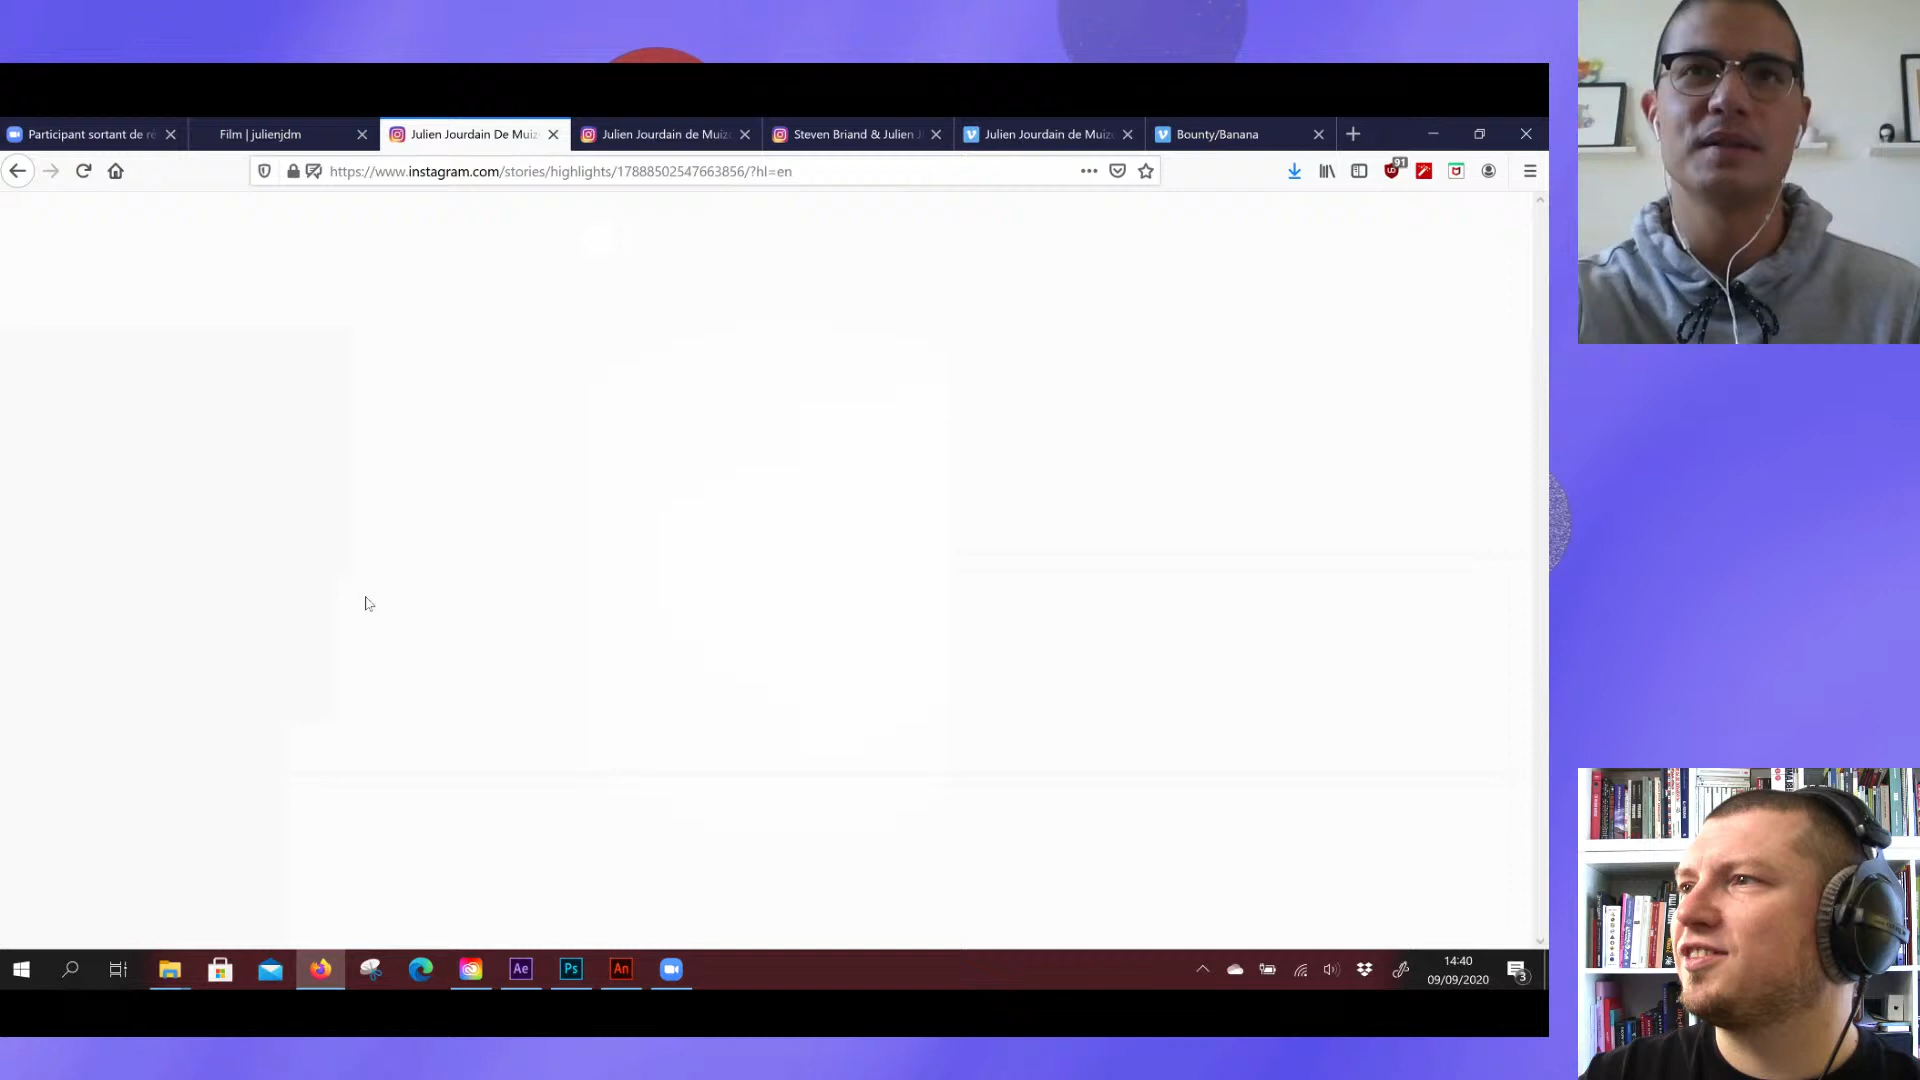 Participant sortant de ré
Film | julienjdm
Julien Jourdain De Muiz
Julien Jourdain de Muiz
Steven Briand & Julien J
Julien Jourdain de Muiz
Bounty/Banana
https://www.instagram.com/stories/highlights/17888502547663856/?hl=en
91
Ae
Ps
An
14:40
09/09/2020
3